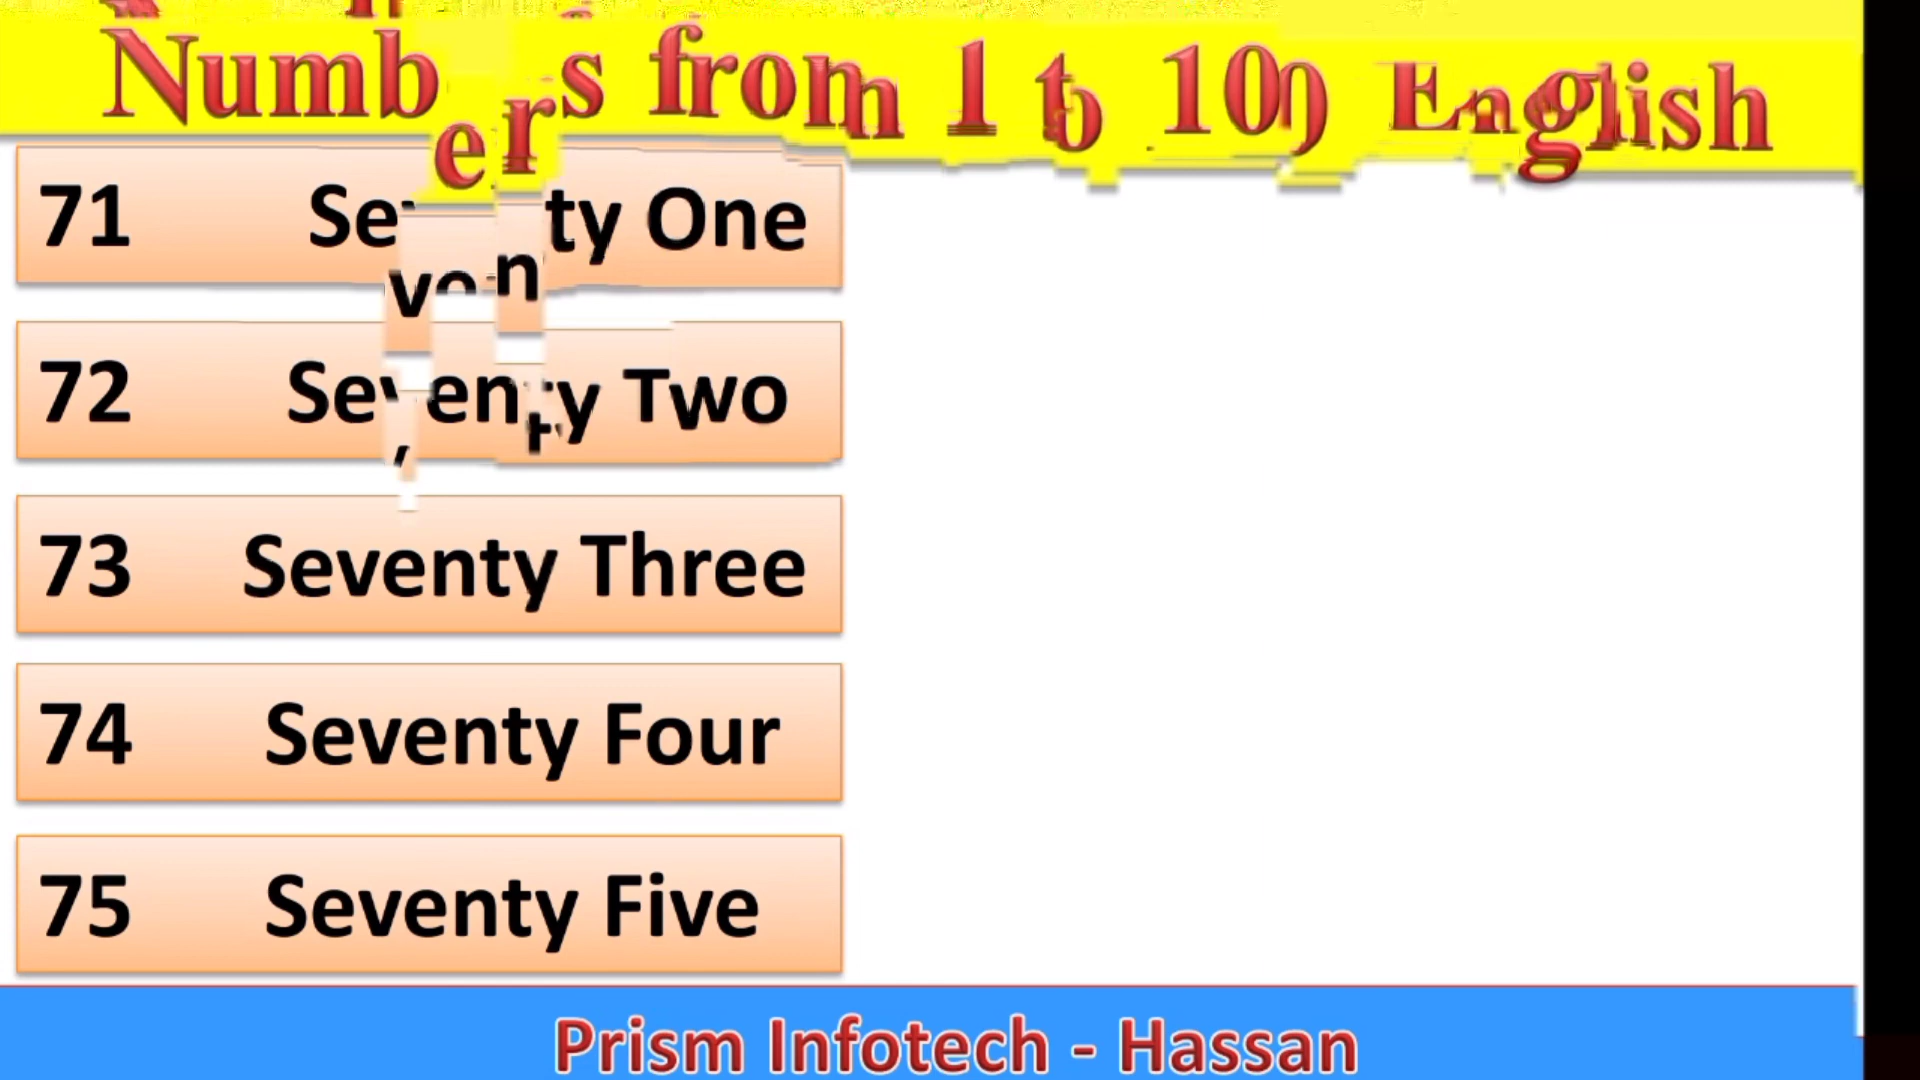 Numbers from 1 to 100 English
71 Seventy One
72 Seventy Two
73 Seventy Three
74 Seventy Four
75 Seventy Five
Prism Infotech - Hassan